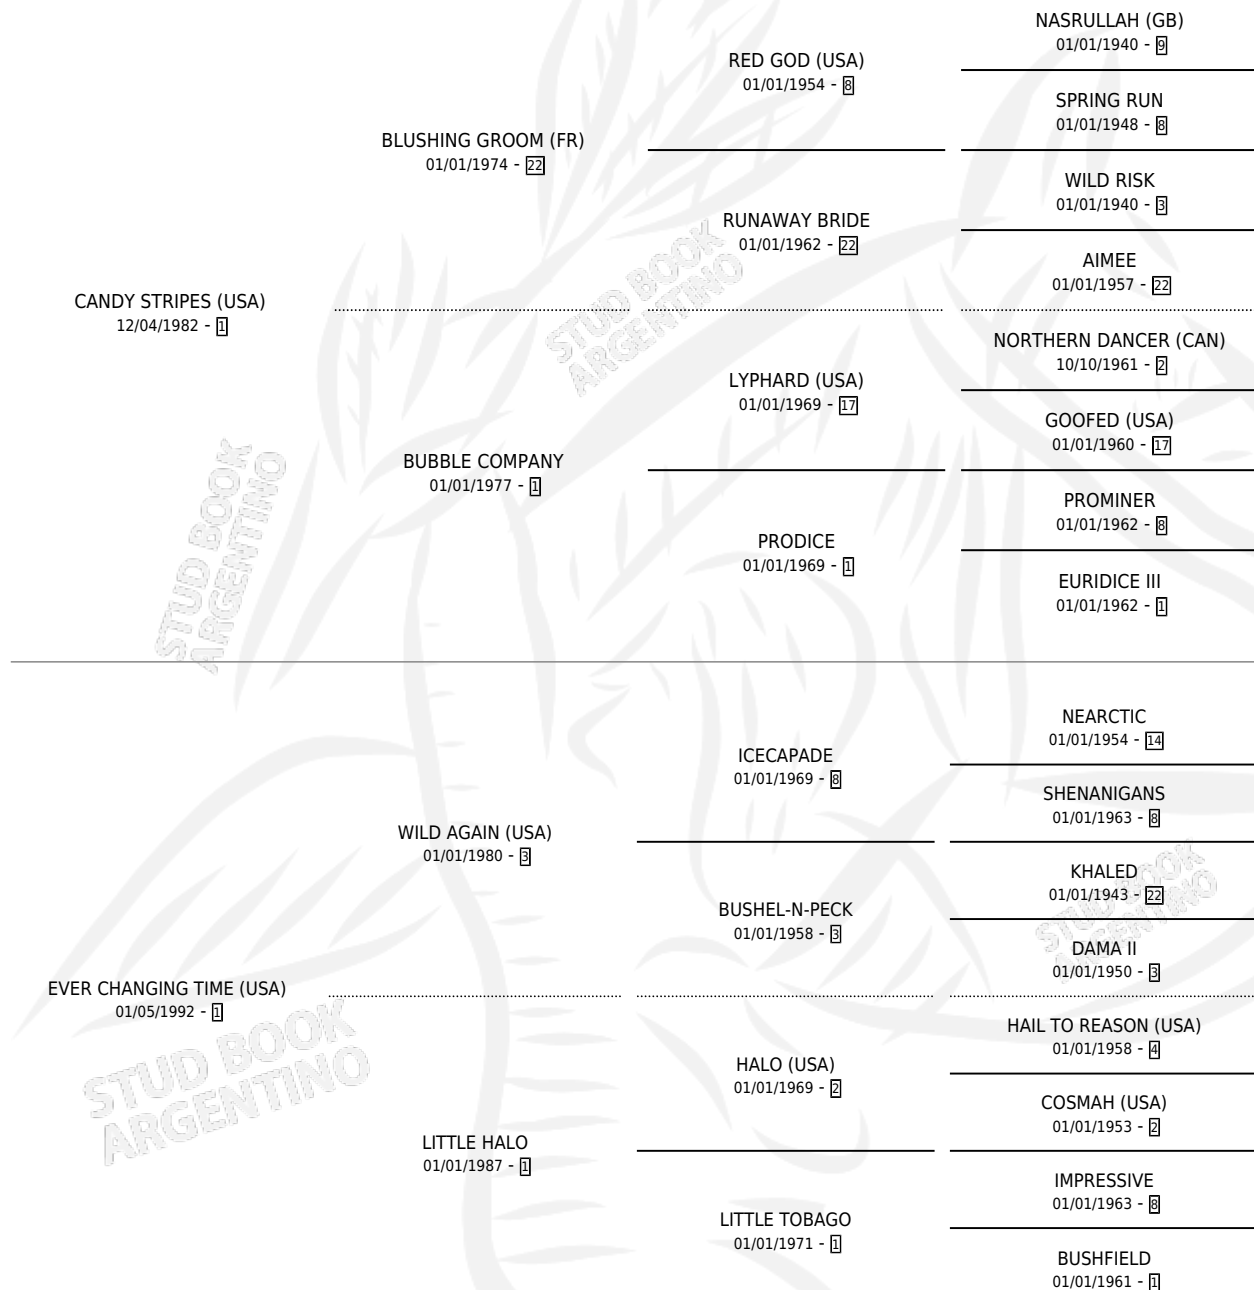 NASRULLAH (GB)
01/01/1940 - 9
RED GOD (USA)
01/01/1954 - 8
SPRING RUN
01/01/1948 - 8
BLUSHING GROOM (FR)
01/01/1974 - 22
WILD RISK
01/01/1940 - 3
RUNAWAY BRIDE
01/01/1962 - 22
AIMEE
01/01/1957 - 22
CANDY STRIPES (USA)
12/04/1982 - 1
NORTHERN DANCER (CAN)
10/10/1961 - 2
LYPHARD (USA)
01/01/1969 - 17
GOOFED (USA)
01/01/1960 - 17
BUBBLE COMPANY
01/01/1977 - 1
PROMINER
01/01/1962 - 8
PRODICE
01/01/1969 - 1
EURIDICE III
01/01/1962 - 1
NEARCTIC
01/01/1954 - 14
ICECAPADE
01/01/1969 - 8
SHENANIGANS
01/01/1963 - 8
WILD AGAIN (USA)
01/01/1980 - 3
KHALED
01/01/1943 - 22
BUSHEL-N-PECK
01/01/1958 - 3
DAMA II
01/01/1950 - 3
EVER CHANGING TIME (USA)
01/05/1992 - 1
HAIL TO REASON (USA)
01/01/1958 - 4
HALO (USA)
01/01/1969 - 2
COSMAH (USA)
01/01/1953 - 2
LITTLE HALO
01/01/1987 - 1
IMPRESSIVE
01/01/1963 - 8
LITTLE TOBAGO
01/01/1971 - 1
BUSHFIELD
01/01/1961 - 1
STUD BOOK
ARGENTINO
STUD BOOK
ARGENTINO
STUD BOOK
ARGENTINO
STUD BOOK
ARGENTINO